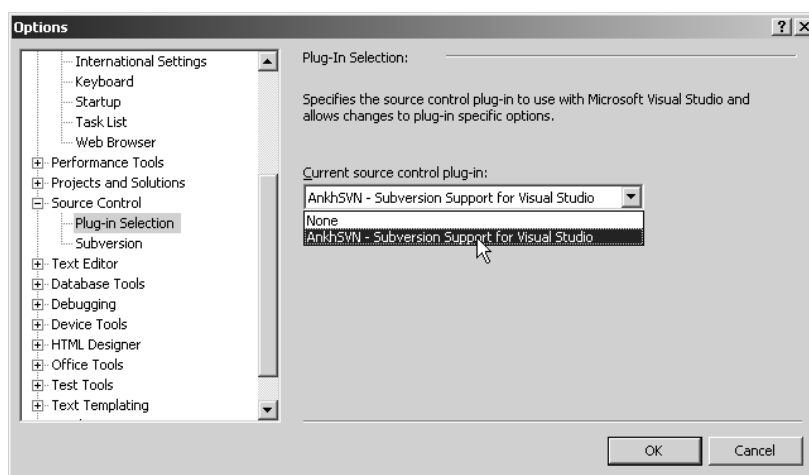 Options
International Settings
Keyboard
Startup
Task List
Web Browser
Performance Tools
Projects and Solutions
Source Control
Plug-in Selection
Subversion
Text Editor
Database Tools
Debugging
Device Tools
HTML Designer
Office Tools
Test Tools
Text Templating
Plug-In Selection:
Specifies the source control plug-in to use with Microsoft Visual Studio and
allows changes to plug-in specific options.
Current source control plug-in:
AnkhSVN - Subversion Support for Visual Studio
None
AnkhSVN - Subversion Support for Visual Studio
OK
Cancel